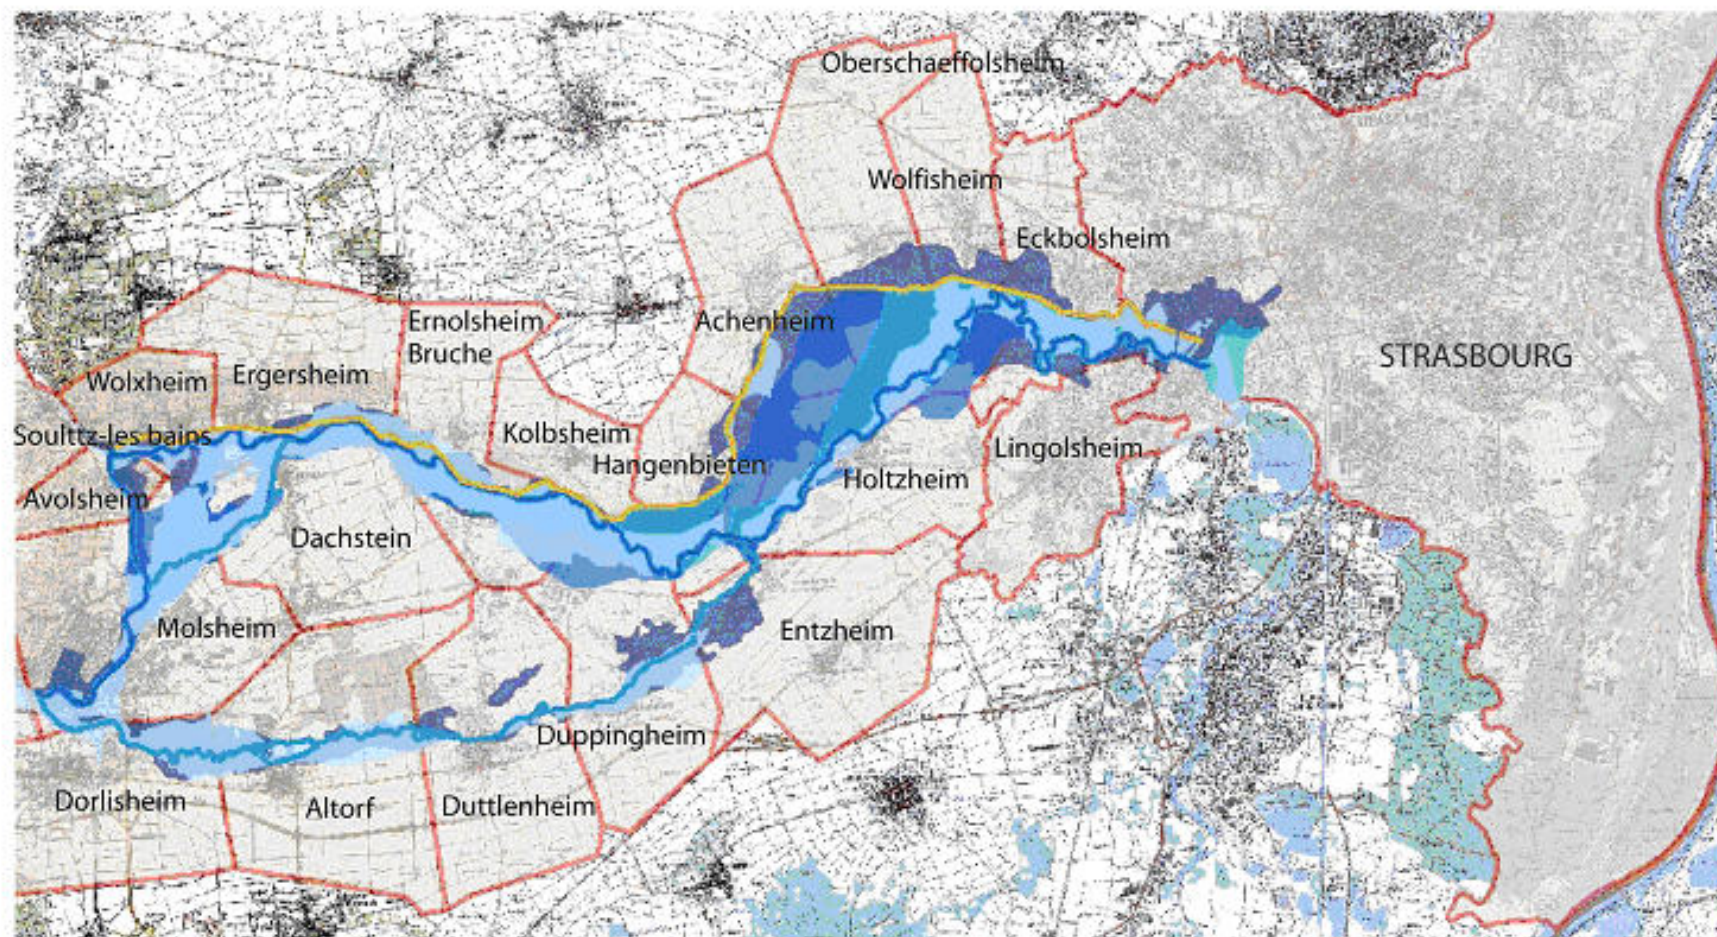 Oberschaeffolsheim
Wolfisheim
Eckbolsheim
Ernolsheim
Bruche
Achenheim
STRASBOURG
Wolxheim
Ergersheim
Soulttz-les bains
Kolbsheim
Hangenbieten
Lingolsheim
Avolsheim
Holtzheim
Dachstein
Molsheim
Entzheim
Duppingheim
Dorlisheim
Altorf
Duttlenheim